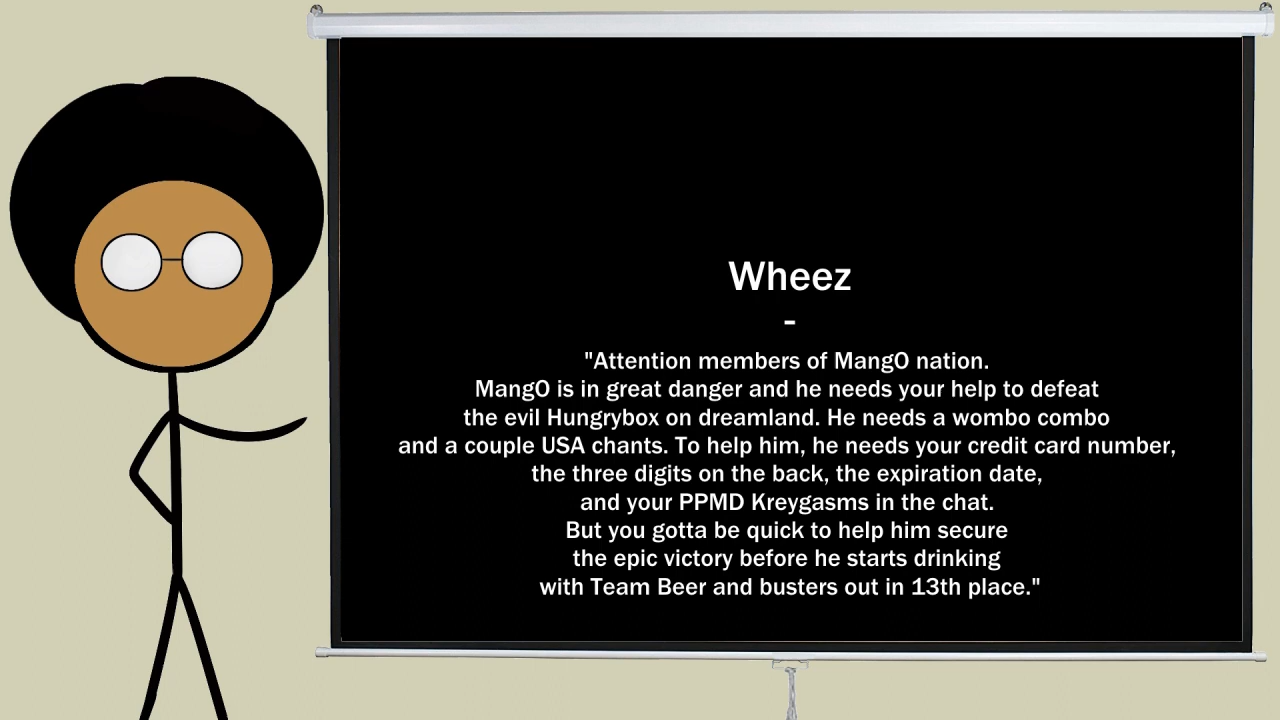 Wheez
-
"Attention members of Mang0 nation.
Mang0 is in great danger and he needs your help to defeat
the evil Hungrybox on dreamland. He needs a wombo combo
and a couple USA chants. To help him, he needs your credit card number,
the three digits on the back, the expiration date,
and your PPMD Kreygasms in the chat.
But you gotta be quick to help him secure
the epic victory before he starts drinking
with Team Beer and busters out in 13th place."